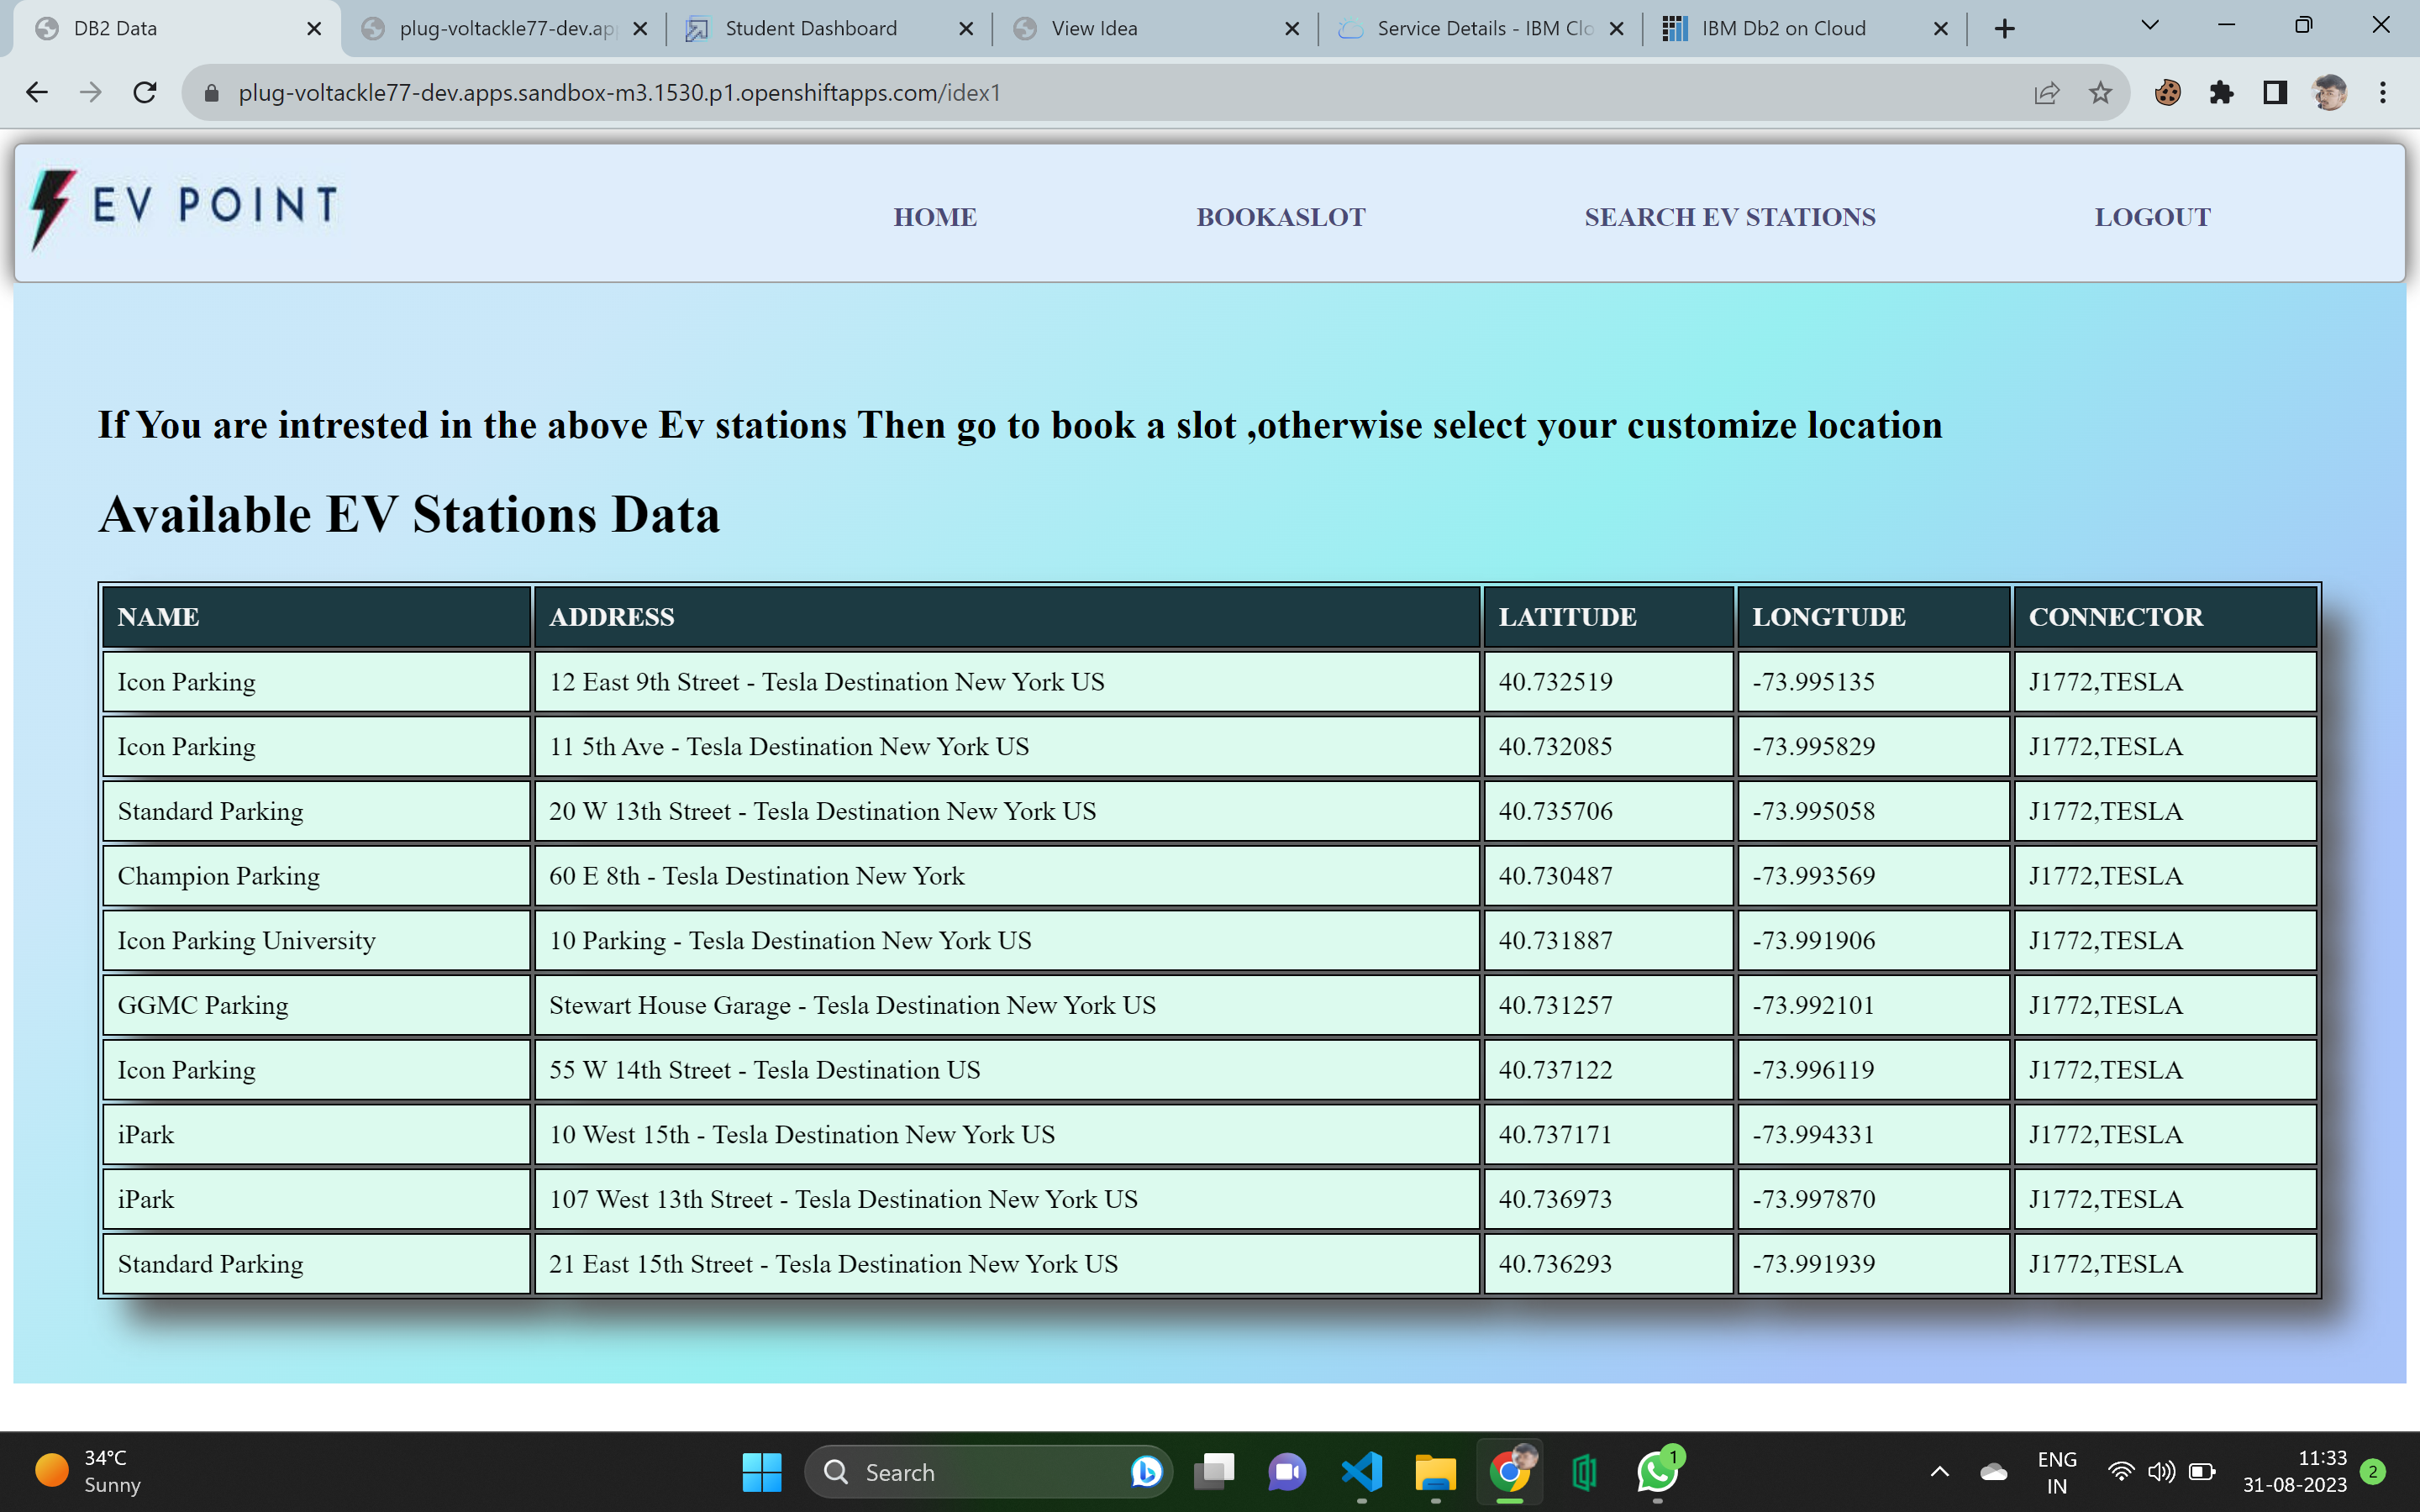 DB2 Data
plug-voltackle77-dev.ap
Student Dashboard
View Idea
Service Details - IBM Clo
IBM Db2 on Cloud
plug-voltackle77-dev.apps.sandbox-m3.1530.p1.openshiftapps.com/idex1
EV POINT
HOME
BOOKASLOT
SEARCH EV STATIONS
LOGOUT
If You are intrested in the above Ev stations Then go to book a slot ,otherwise select your customize location
Available EV Stations Data
NAME ADDRESS LATITUDE LONGTUDE CONNECTOR
Icon Parking 12 East 9th Street - Tesla Destination New York US 40.732519 -73.995135 J1772,TESLA
Icon Parking 11 5th Ave - Tesla Destination New York US 40.732085 -73.995829 J1772,TESLA
Standard Parking 20 W 13th Street - Tesla Destination New York US 40.735706 -73.995058 J1772,TESLA
Champion Parking 60 E 8th - Tesla Destination New York 40.730487 -73.993569 J1772,TESLA
Icon Parking University 10 Parking - Tesla Destination New York US 40.731887 -73.991906 J1772,TESLA
GGMC Parking Stewart House Garage - Tesla Destination New York US 40.731257 -73.992101 J1772,TESLA
Icon Parking 55 W 14th Street - Tesla Destination US 40.737122 -73.996119 J1772,TESLA
iPark 10 West 15th - Tesla Destination New York US 40.737171 -73.994331 J1772,TESLA
iPark 107 West 13th Street - Tesla Destination New York US 40.736973 -73.997870 J1772,TESLA
Standard Parking 21 East 15th Street - Tesla Destination New York US 40.736293 -73.991939 J1772,TESLA
34°C
Sunny
Search
1
ENG
IN
11:33
31-08-2023
2